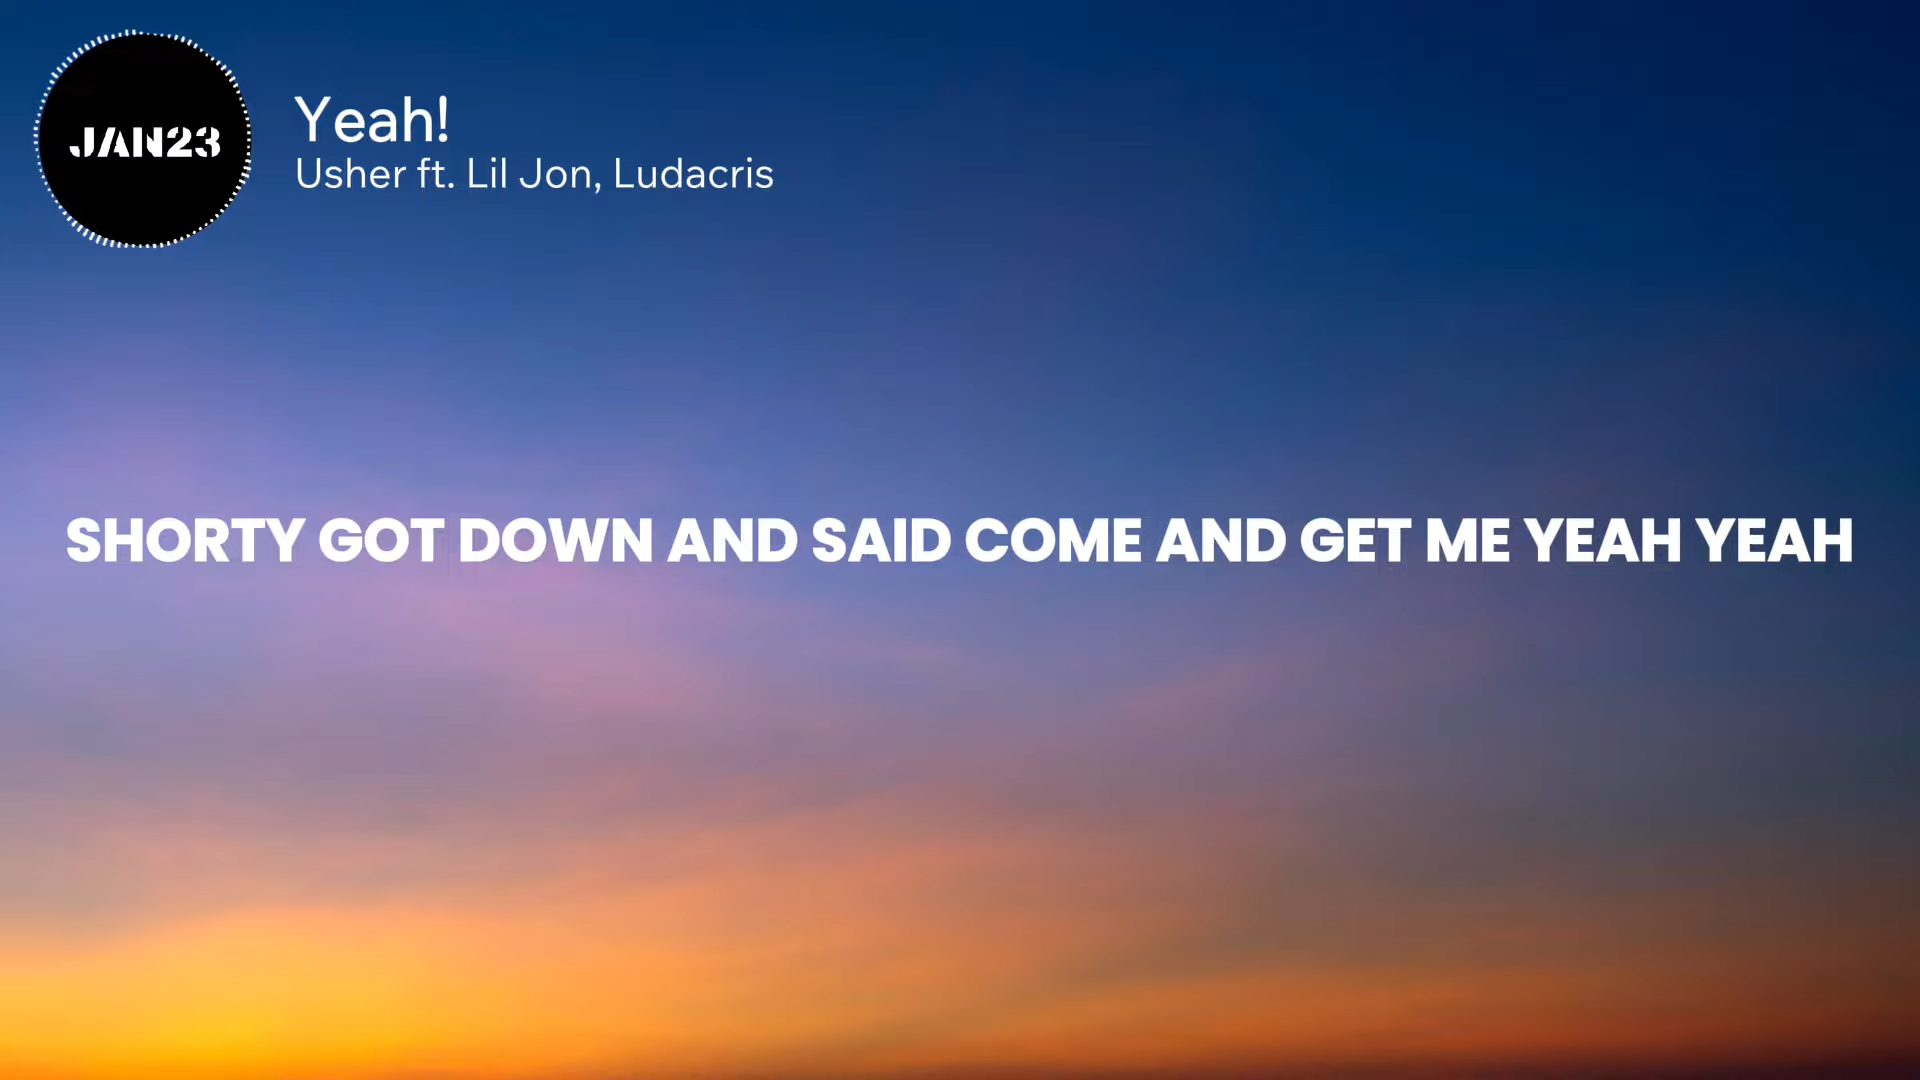 JAN23
Yeah!
Usher ft. Lil Jon, Ludacris
SHORTY GOT DOWN AND SAID COME AND GET ME YEAH YEAH